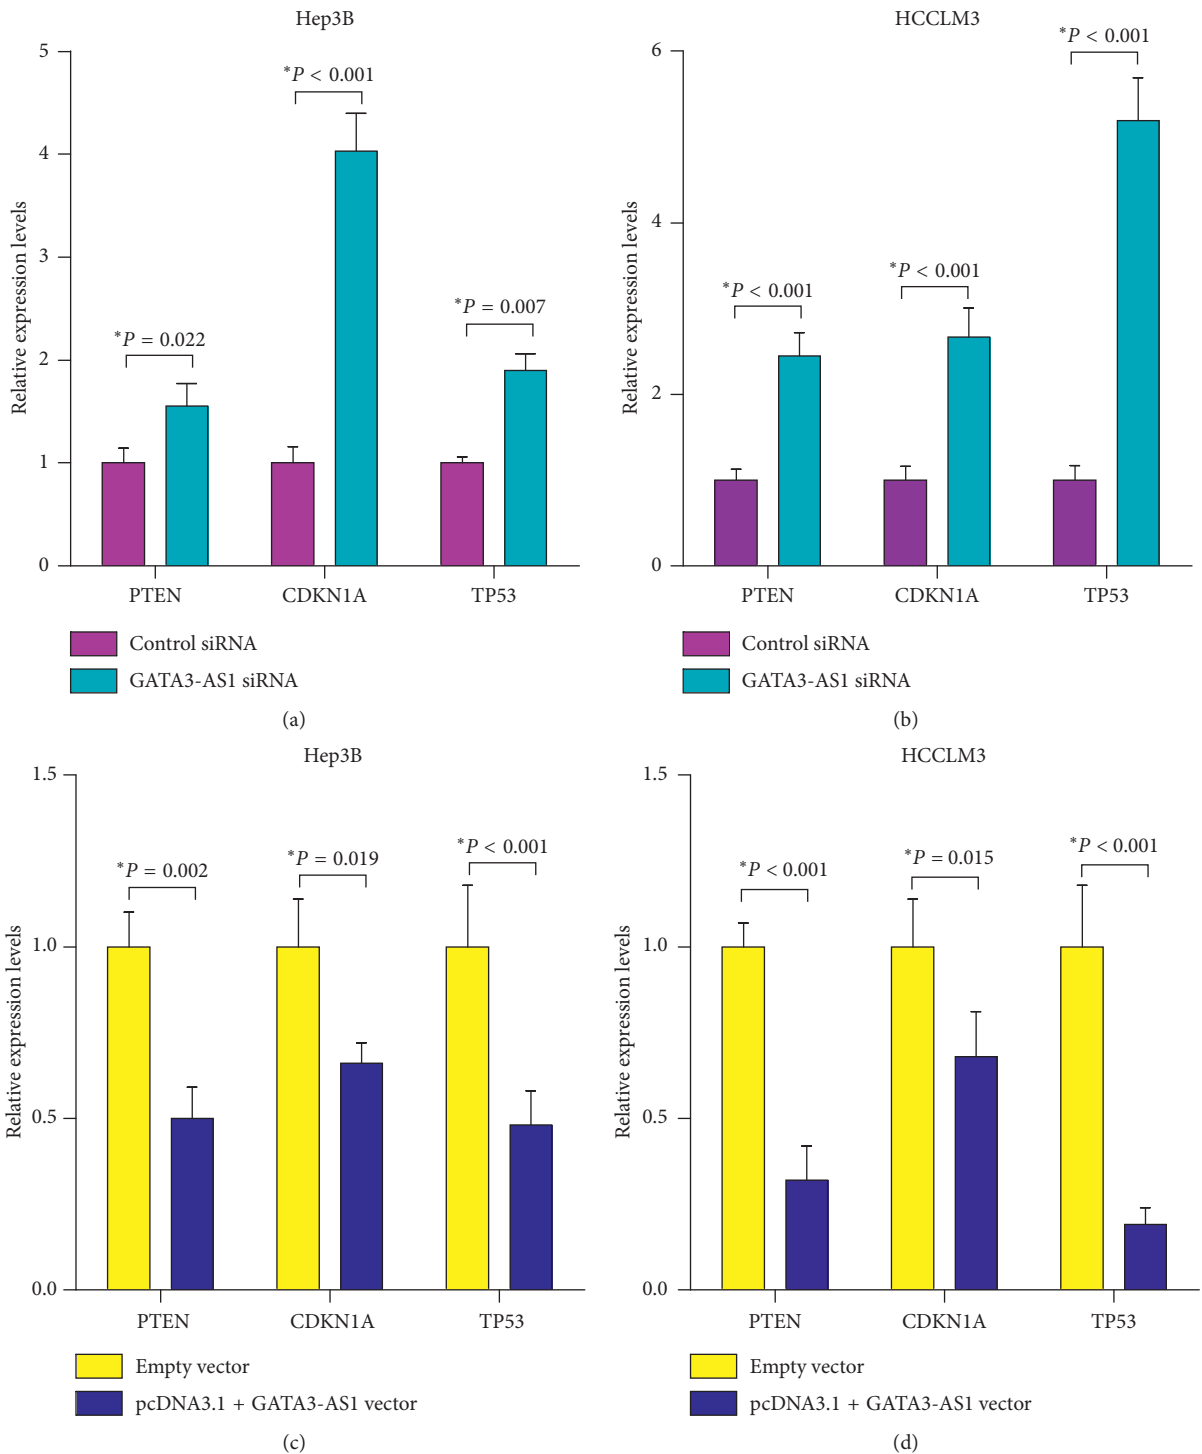 Hep3B
5
4
3
2
1
0
Relative expression levels
*P = 0.022
*P < 0.001
*P = 0.007
PTEN
CDKN1A
TP53
Control siRNA
GATA3-AS1 siRNA
(a)
HCCLM3
6
4
2
0
Relative expression levels
*P < 0.001
*P < 0.001
*P < 0.001
PTEN
CDKN1A
TP53
Control siRNA
GATA3-AS1 siRNA
(b)
Hep3B
1.5
1.0
0.5
0.0
Relative expression levels
*P = 0.002
*P = 0.019
*P < 0.001
PTEN
CDKN1A
TP53
Empty vector
pcDNA3.1 + GATA3-AS1 vector
(c)
HCCLM3
1.5
1.0
0.5
0.0
Relative expression levels
*P < 0.001
*P = 0.015
*P < 0.001
PTEN
CDKN1A
TP53
Empty vector
pcDNA3.1 + GATA3-AS1 vector
(d)